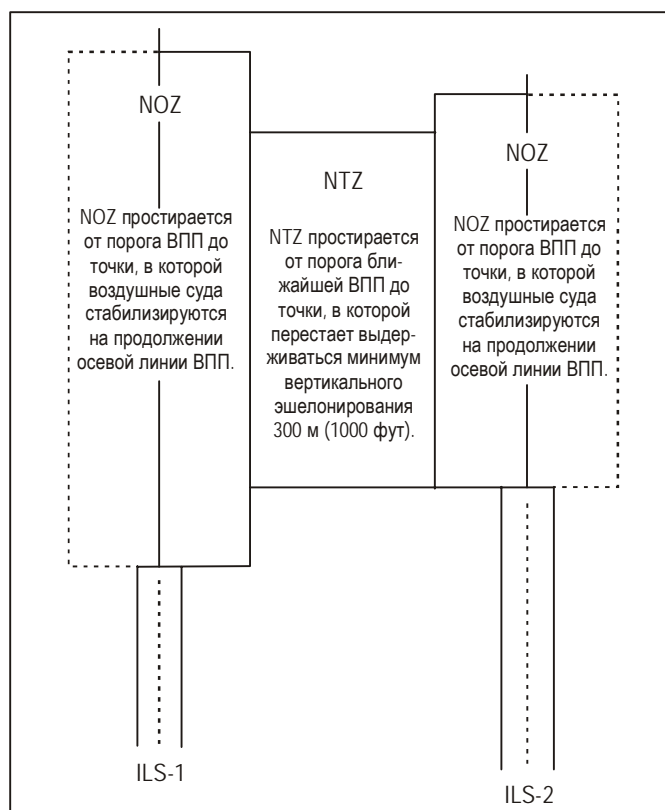 NOZ
NOZ простирается
от порога ВПП до
точки, в которой
воздушные суда
стабилизируются
на продолжении
осевой линии ВПП.
NTZ
NTZ простирается
от порога бли-
жайшей ВПП до
точки, в которой
перестает выдер-
живаться минимум
вертикального
эшелонирования
300 м (1000 фут).
NOZ
NOZ простирается
от порога ВПП до
точки, в которой
воздушные суда
стабилизируются
на продолжении
осевой линии ВПП.
ILS-1
ILS-2